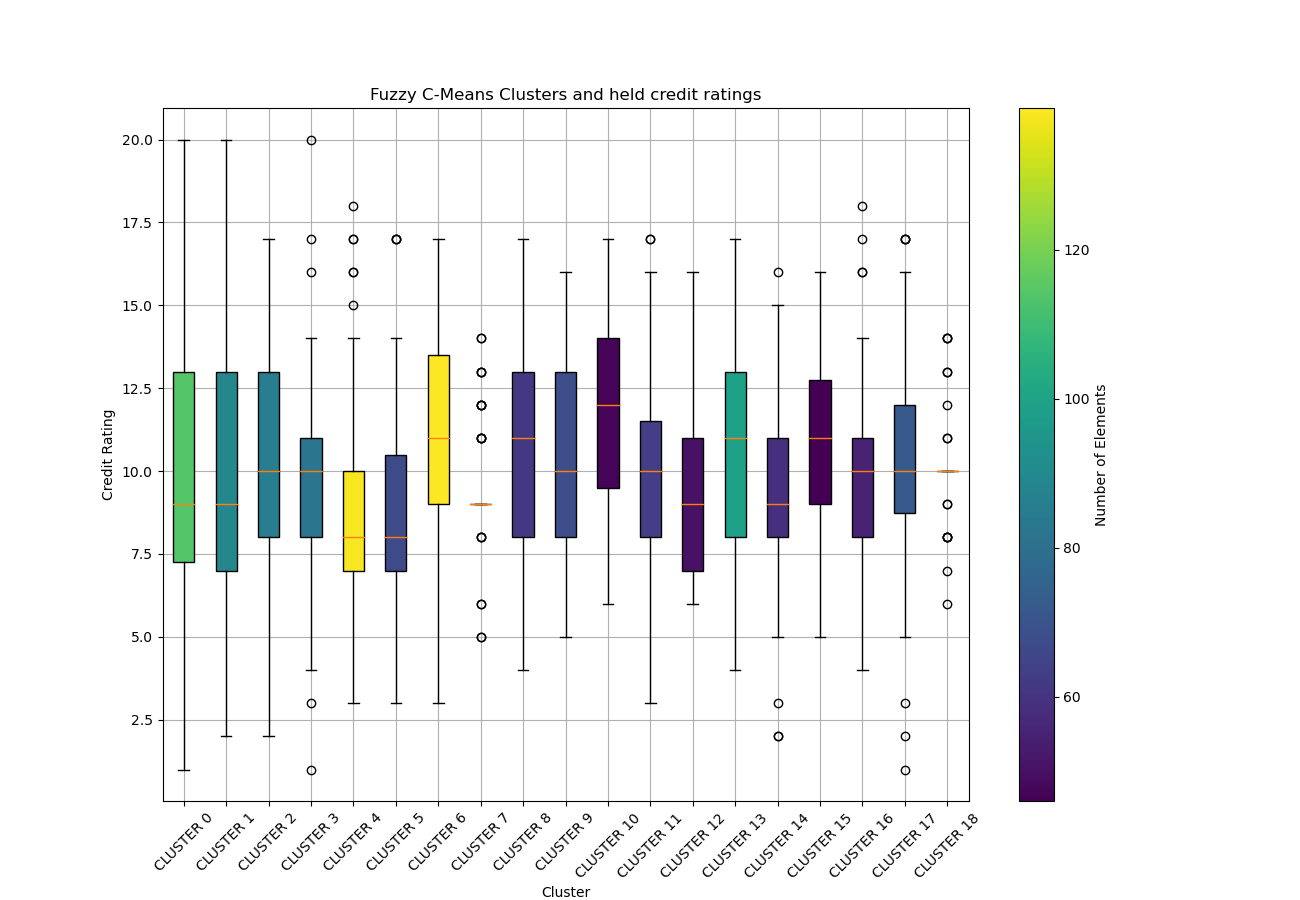 Fuzzy C-Means Clusters and held credit ratings
20.0
17.5
15.0
12.5
10.0
7.5
5.0
2.5
Credit Rating
CLUSTER 0
CLUSTER 1
CLUSTER 2
CLUSTER 3
CLUSTER 4
CLUSTER 5
CLUSTER 6
CLUSTER 7
CLUSTER 8
CLUSTER 9
CLUSTER 10
CLUSTER 11
CLUSTER 12
CLUSTER 13
CLUSTER 14
CLUSTER 15
CLUSTER 16
CLUSTER 17
CLUSTER 18
Cluster
120
100
80
60
Number of Elements